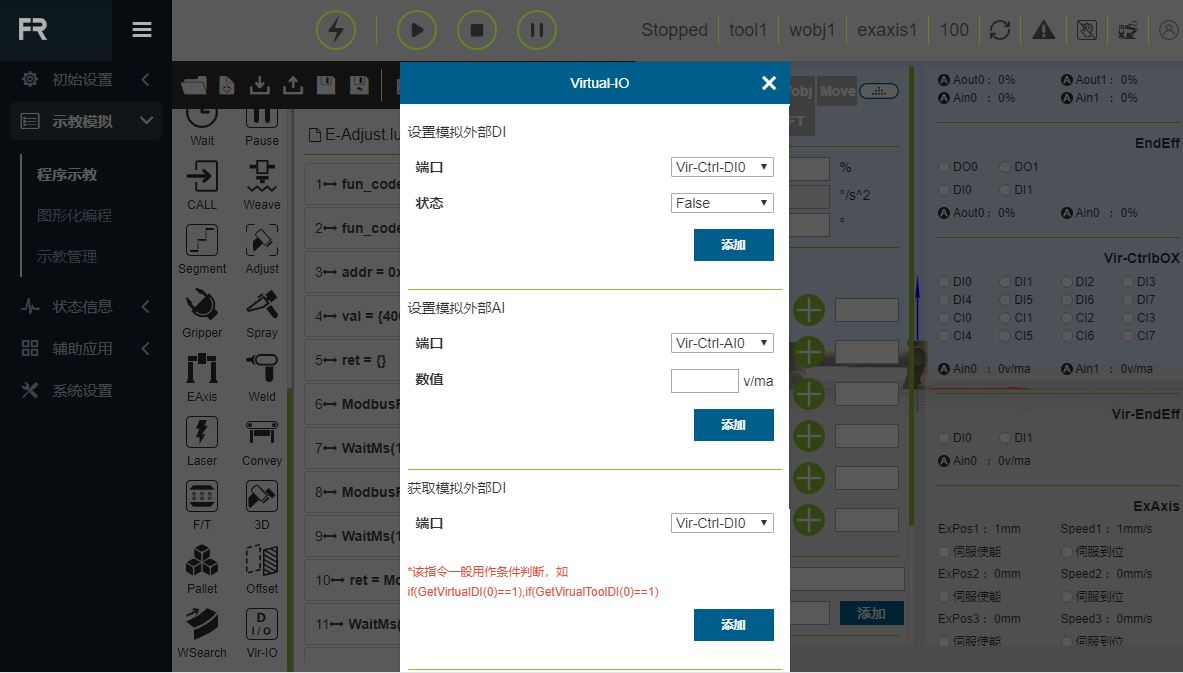 FR
Stopped
tool1
wobj1
exaxis1
100
初始设置
示教模拟
程序示教
图形化编程
示教管理
状态信息
辅助应用
系统设置
Wait
Pause
CALL
Weave
Segment
Adjust
Gripper
Spray
EAxis
Weld
Laser
Convey
F/T
3D
Pallet
Offset
WSearch
Vir-IO
D
I/O
E-Adjust.lu
1 fun_code
2 fun_code
3 addr = 0x
4 val = {400
5 ret = {}
6 ModbusR
7 WaitMs(1
8 ModbusR
9 WaitMs(1
10 ret = Mo
11 WaitMs(
Virtual-IO
设置模拟外部DI
端口
Vir-Ctrl-DI0
状态
False
添加
设置模拟外部AI
端口
Vir-Ctrl-AI0
数值
v/ma
添加
获取模拟外部DI
端口
Vir-Ctrl-DI0
*该指令一般用作条件判断，如
if(GetVirtualDI(0)==1),if(GetVirualToolDI(0)==1)
添加
obj
Move
FT
%
°/s^2
°
添加
Aout0 : 0% Aout1 : 0%
Ain0 : 0% Ain1 : 0%
EndEff
DO0 DO1
DI0 DI1
Aout0 : 0% Ain0 : 0%
Vir-CtrlbOX
DI0 DI1 DI2 DI3
DI4 DI5 DI6 DI7
CI0 CI1 CI2 CI3
CI4 CI5 CI6 CI7
Ain0 : 0v/ma Ain1 : 0v/ma
Vir-EndEff
DI0 DI1
Ain0 : 0v/ma
ExAxis
ExPos1 : 1mm Speed1 : 1mm/s
伺服使能 伺服到位
ExPos2 : 0mm Speed2 : 0mm/s
伺服使能 伺服到位
ExPos3 : 0mm Speed3 : 0mm/s
伺服使能 伺服到位